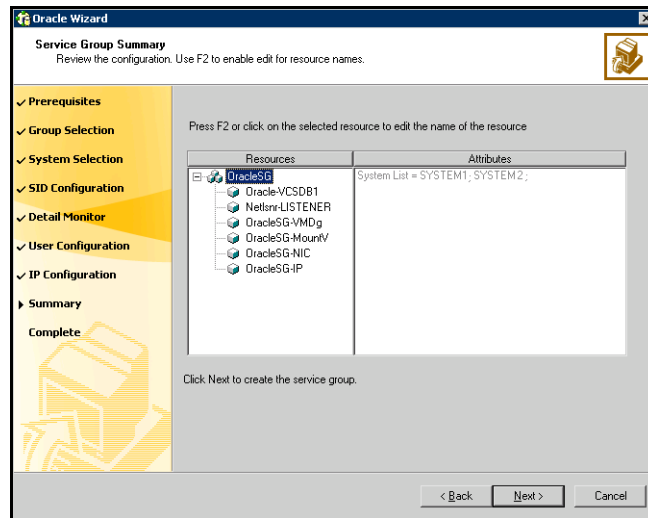 Oracle Wizard
Service Group Summary
Review the configuration. Use F2 to enable edit for resource names.
Prerequisites
Group Selection
System Selection
SID Configuration
Detail Monitor
User Configuration
IP Configuration
Summary
Complete
Press F2 or click on the selected resource to edit the name of the resource
Resources
Attributes
OracleSG
System List = SYSTEM1; SYSTEM2 ;
Oracle-VCSDB1
Netlsnr-LISTENER
OracleSG-VMDg
OracleSG-MountV
OracleSG-NIC
OracleSG-IP
Click Next to create the service group.
< Back
Next >
Cancel